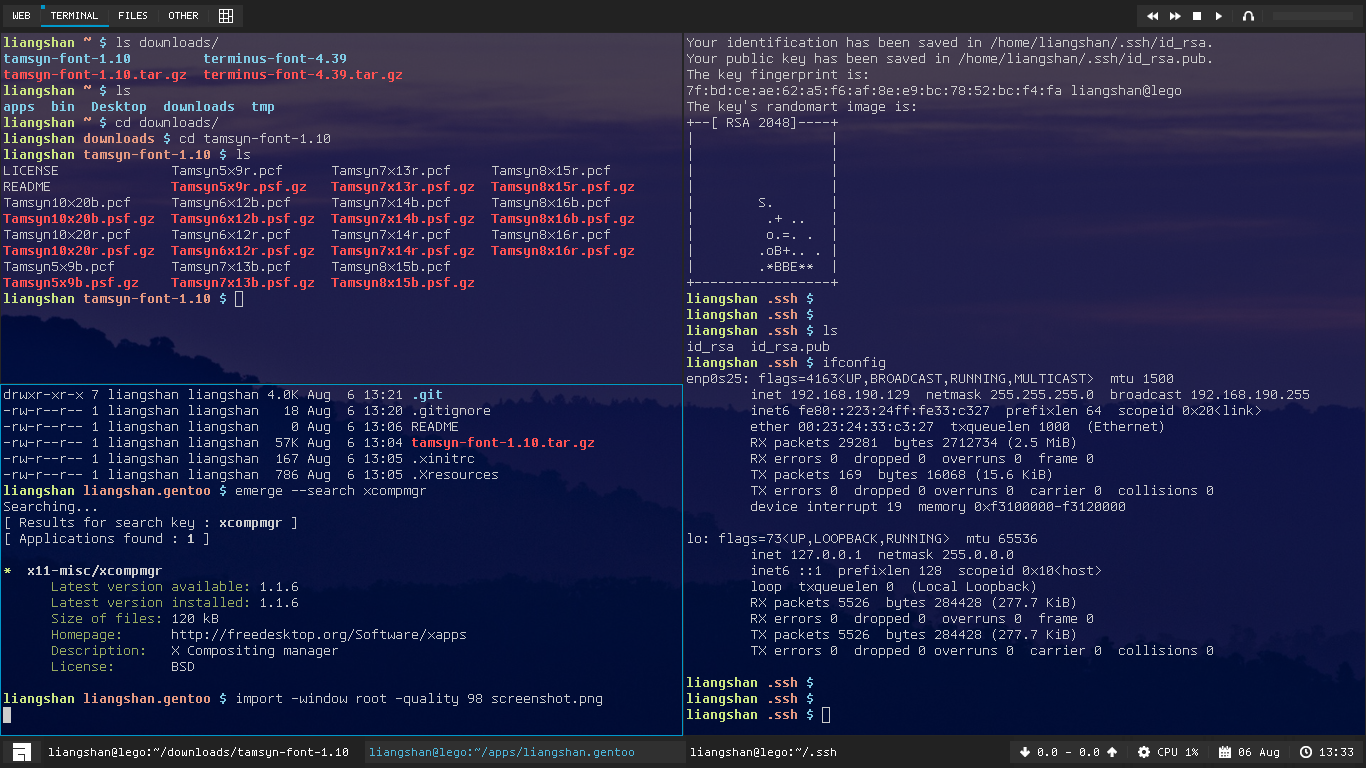 WEB TERMINAL FILES OTHER
liangshan ~ $ ls downloads/
tamsyn-font-1.10 terminus-font-4.39
tamsyn-font-1.10.tar.gz terminus-font-4.39.tar.gz
liangshan ~ $ ls
apps bin Desktop downloads tmp
liangshan ~ $ cd downloads/
liangshan downloads $ cd tamsyn-font-1.10
liangshan tamsyn-font-1.10 $ ls
LICENSE Tamsyn5x9r.pcf Tamsyn7x13r.pcf Tamsyn8x15r.pcf
README Tamsyn5x9r.psf.gz Tamsyn7x13r.psf.gz Tamsyn8x15r.psf.gz
Tamsyn10x20b.pcf Tamsyn6x12b.pcf Tamsyn7x14b.pcf Tamsyn8x16b.pcf
Tamsyn10x20b.psf.gz Tamsyn6x12b.psf.gz Tamsyn7x14b.psf.gz Tamsyn8x16b.psf.gz
Tamsyn10x20r.pcf Tamsyn6x12r.pcf Tamsyn7x14r.pcf Tamsyn8x16r.pcf
Tamsyn10x20r.psf.gz Tamsyn6x12r.psf.gz Tamsyn7x14r.psf.gz Tamsyn8x16r.psf.gz
Tamsyn5x9b.pcf Tamsyn7x13b.pcf Tamsyn8x15b.pcf
Tamsyn5x9b.psf.gz Tamsyn7x13b.psf.gz Tamsyn8x15b.psf.gz
liangshan tamsyn-font-1.10 $
drwxr-xr-x 7 liangshan liangshan 4.0K Aug 6 13:21 .git
-rw-r--r-- 1 liangshan liangshan 18 Aug 6 13:20 .gitignore
-rw-r--r-- 1 liangshan liangshan 0 Aug 6 13:06 README
-rw-r--r-- 1 liangshan liangshan 57K Aug 6 13:04 tamsyn-font-1.10.tar.gz
-rw-r--r-- 1 liangshan liangshan 167 Aug 6 13:05 .xinitrc
-rw-r--r-- 1 liangshan liangshan 786 Aug 6 13:05 .Xresources
liangshan liangshan.gentoo $ emerge --search xcompmgr
Searching...
[ Results for search key : xcompmgr ]
[ Applications found : 1 ]
* x11-misc/xcompmgr
Latest version available: 1.1.6
Latest version installed: 1.1.6
Size of files: 120 kB
Homepage: http://freedesktop.org/Software/xapps
Description: X Compositing manager
License: BSD
liangshan liangshan.gentoo $ import -window root -quality 98 screenshot.png
Your identification has been saved in /home/liangshan/.ssh/id_rsa.
Your public key has been saved in /home/liangshan/.ssh/id_rsa.pub.
The key fingerprint is:
7f:bd:ce:ae:62:a5:f6:af:8e:e9:bc:78:52:bc:f4:fa liangshan@lego
The key's randomart image is:
+--[ RSA 2048]----+
|                 |
|                 |
|                 |
|                 |
|        S.       |
|         .+ ..   |
|         o.=. .  |
|        .oB+.. . |
|        .*BBE**  |
+-----------------+
liangshan .ssh $
liangshan .ssh $
liangshan .ssh $ ls
id_rsa id_rsa.pub
liangshan .ssh $ ifconfig
enp0s25: flags=4163<UP,BROADCAST,RUNNING,MULTICAST> mtu 1500
inet 192.168.190.129 netmask 255.255.255.0 broadcast 192.168.190.255
inet6 fe80::223:24ff:fe33:c327 prefixlen 64 scopeid 0x20<link>
ether 00:23:24:33:c3:27 txqueuelen 1000 (Ethernet)
RX packets 29281 bytes 2712734 (2.5 MiB)
RX errors 0 dropped 0 overruns 0 frame 0
TX packets 169 bytes 16068 (15.6 KiB)
TX errors 0 dropped 0 overruns 0 carrier 0 collisions 0
device interrupt 19 memory 0xf3100000-f3120000
lo: flags=73<UP,LOOPBACK,RUNNING> mtu 65536
inet 127.0.0.1 netmask 255.0.0.0
inet6 ::1 prefixlen 128 scopeid 0x10<host>
loop txqueuelen 0 (Local Loopback)
RX packets 5526 bytes 284428 (277.7 KiB)
RX errors 0 dropped 0 overruns 0 frame 0
TX packets 5526 bytes 284428 (277.7 KiB)
TX errors 0 dropped 0 overruns 0 carrier 0 collisions 0
liangshan .ssh $
liangshan .ssh $
liangshan .ssh $
liangshan@lego:~/downloads/tamsyn-font-1.10 liangshan@lego:~/apps/liangshan.gentoo liangshan@lego:~/.ssh 0.0 - 0.0 CPU 1% 06 Aug 13:33